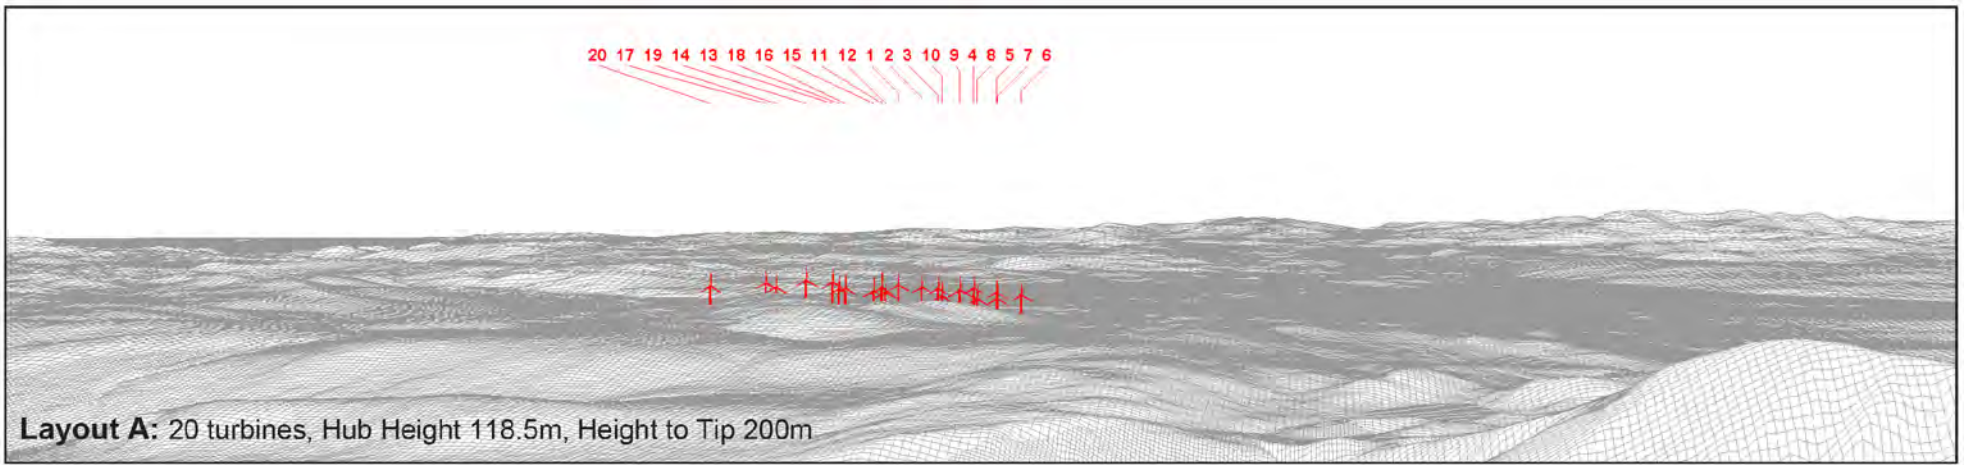 20 17 19 14 13 18 16 15 11 12 1 2 3 10 9 4 8 5 7 6
Layout A: 20 turbines, Hub Height 118.5m, Height to Tip 200m